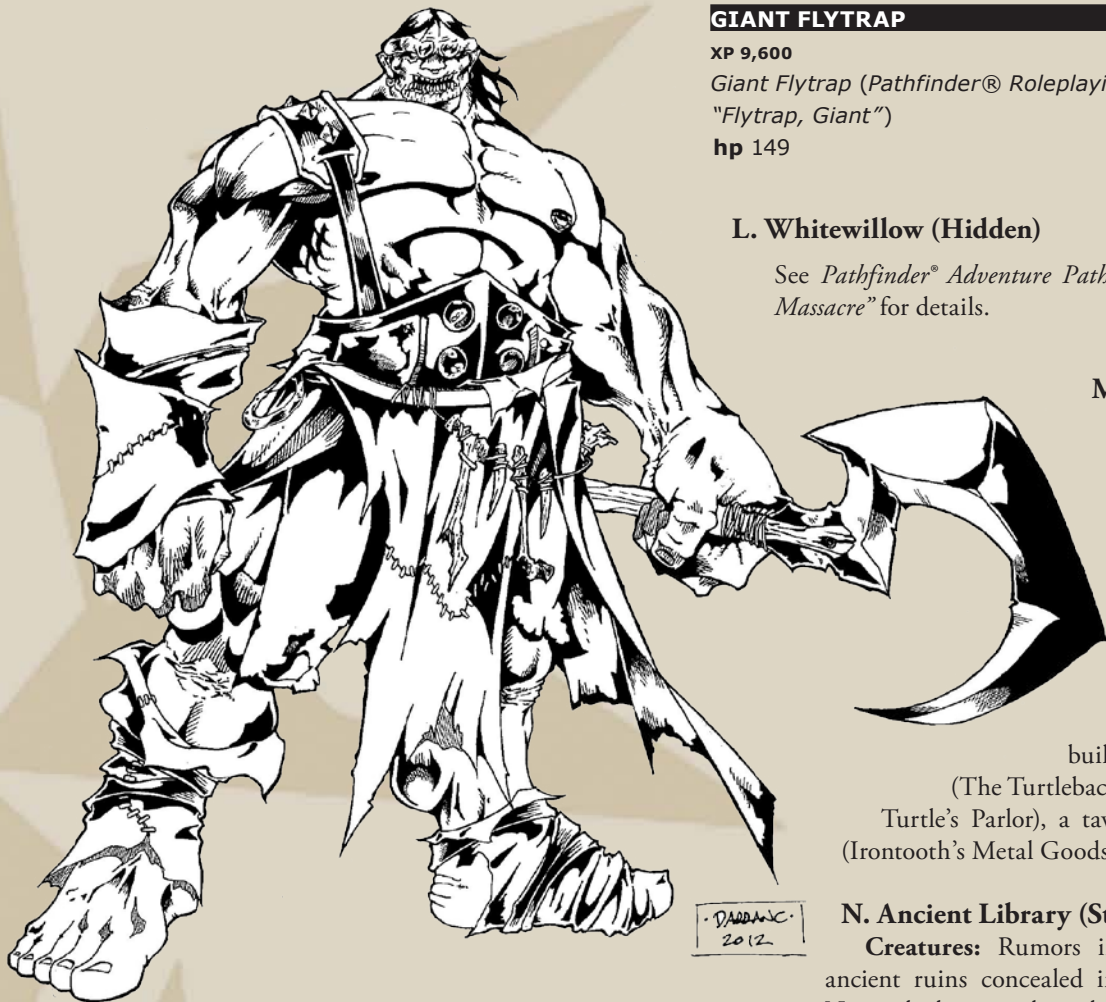 GIANT FLYTRAP
XP 9,600
Giant Flytrap (Pathfinder® Roleplayi
"Flytrap, Giant")
hp 149
L. Whitewillow (Hidden)
See Pathfinder® Adventure Path
Massacre” for details.
M
buil
(The Turtlebac
Turtle’s Parlor), a tav
(Irontooth’s Metal Goods
N. Ancient Library (St
Creatures: Rumors i
ancient ruins concealed i
2012